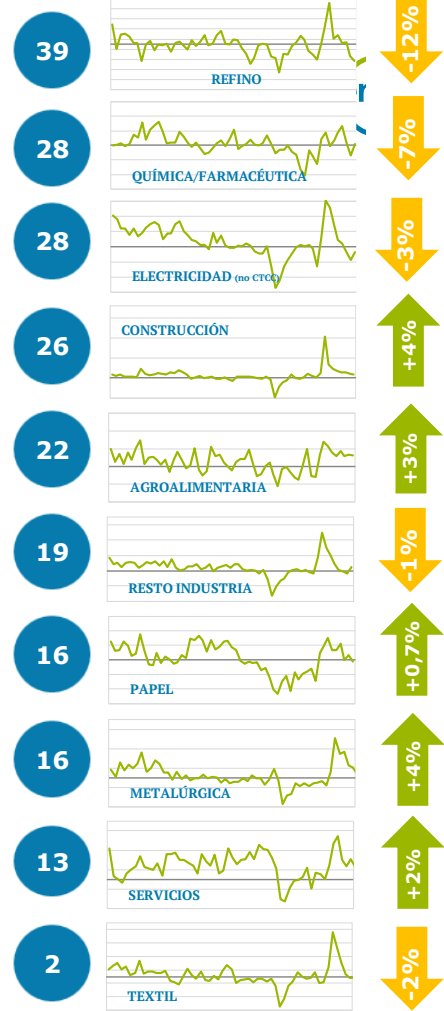 39
REFINO
-12%
28
QUÍMICA/FARMACÉUTICA
-7%
28
ELECTRICIDAD (no CTCC)
-3%
26
CONSTRUCCIÓN
+4%
22
AGROALIMENTARIA
+3%
19
RESTO INDUSTRIA
-1%
16
PAPEL
+0,7%
16
METALÚRGICA
+4%
13
SERVICIOS
+2%
2
TEXTIL
-2%